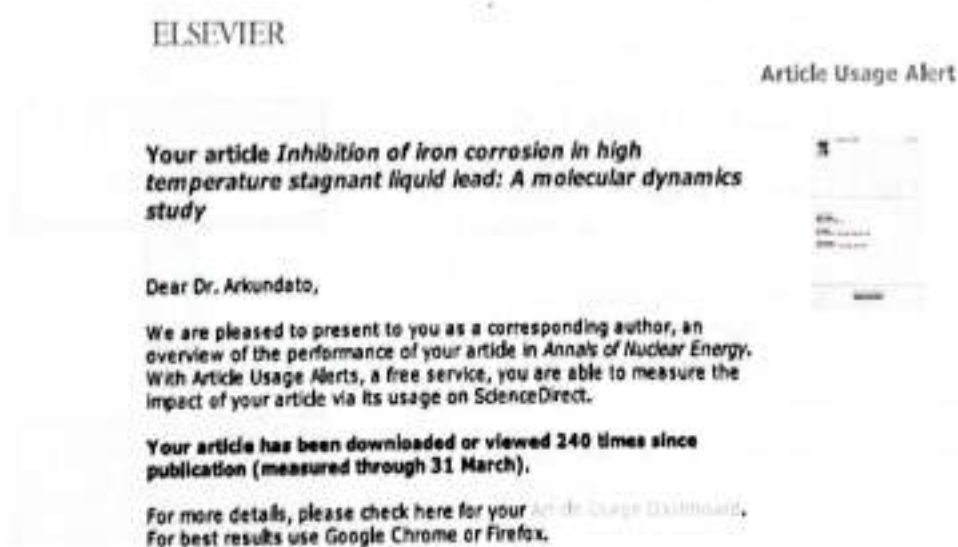 ELSEVIER
Article Usage Alert
Your article Inhibition of iron corrosion in high
temperature stagnant liquid lead: A molecular dynamics
study
Dear Dr. Arkundato,
We are pleased to present to you as a corresponding author, an
overview of the performance of your article in Annals of Nuclear Energy.
With Article Usage Alerts, a free service, you are able to measure the
impact of your article via its usage on ScienceDirect.
Your article has been downloaded or viewed 240 times since
publication (measured through 31 March).
For more details, please check here for your Article Usage Dashboard.
For best results use Google Chrome or Firefox.